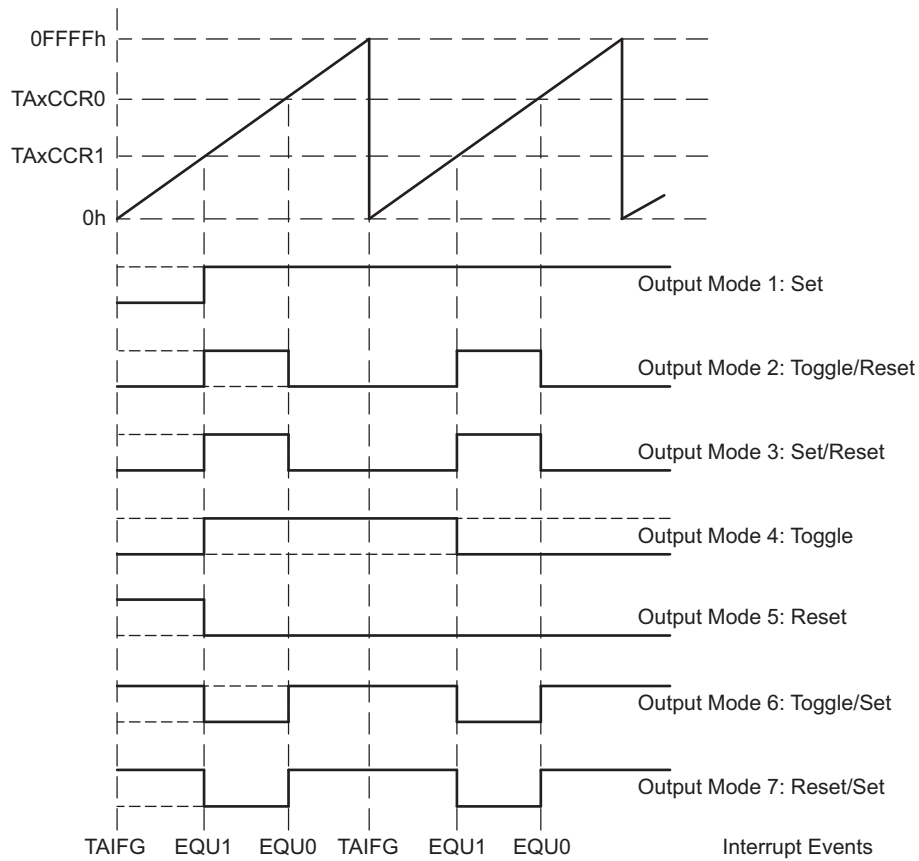 0FFFFh
TAxCCR0
TAxCCR1
0h
Output Mode 1: Set
Output Mode 2: Toggle/Reset
Output Mode 3: Set/Reset
Output Mode 4: Toggle
Output Mode 5: Reset
Output Mode 6: Toggle/Set
Output Mode 7: Reset/Set
TAIFG EQU1 EQU0 TAIFG EQU1 EQU0 Interrupt Events